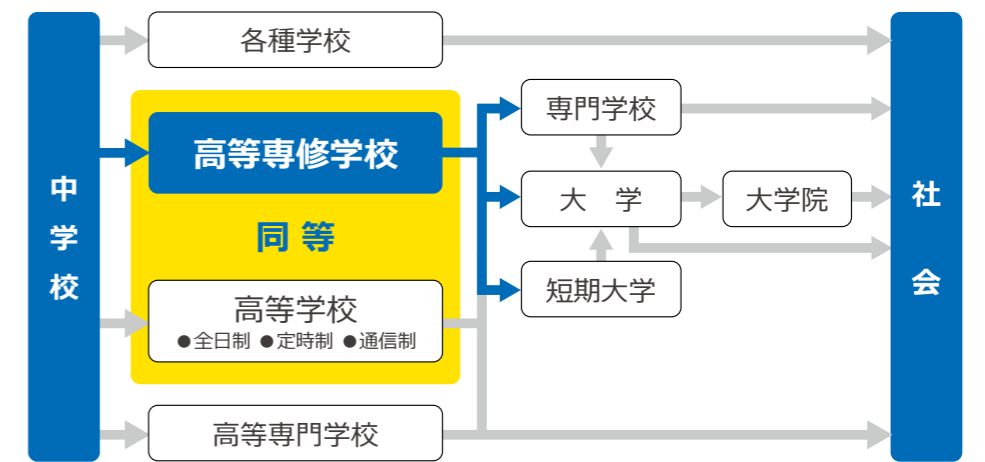 中学校
各種学校
高等専修学校
同等
高等学校
●全日制 ●定時制 ●通信制
高等専門学校
専門学校
大　学
短期大学
大学院
社会